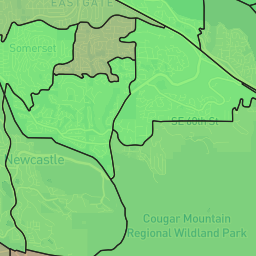 EASTGATE
Somerset
SE 60th St
Newcastle
Cougar Mountain
Regional Wildland Park